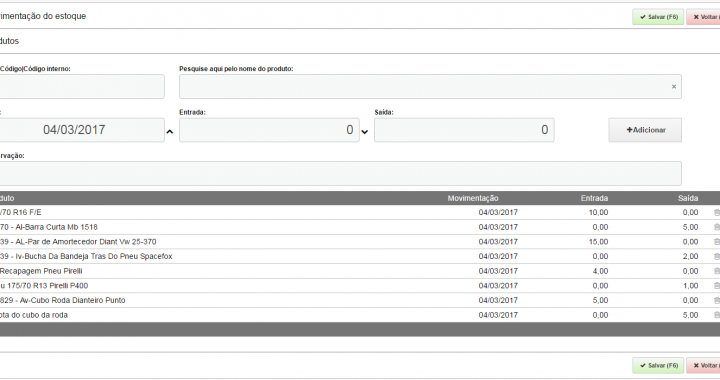 vimentação do estoque
Salvar (F6)
Voltar (
dutos
Código|Código interno:
Pesquise aqui pelo nome do produto:
×
:
Entrada:
Saída:
04/03/2017
0
0
+Adicionar
ervação:
duto Movimentação Entrada Saída
/70 R16 F/E 04/03/2017 10,00 0,00
70 - Al-Barra Curta Mb 1518 04/03/2017 0,00 5,00
39 - AL-Par de Amortecedor Diant Vw 25-370 04/03/2017 15,00 0,00
39 - Iv-Bucha Da Bandeja Tras Do Pneu Spacefox 04/03/2017 0,00 2,00
Recapagem Pneu Pirelli 04/03/2017 4,00 0,00
u 175/70 R13 Pirelli P400 04/03/2017 0,00 1,00
829 - Av-Cubo Roda Dianteiro Punto 04/03/2017 5,00 0,00
ota do cubo da roda 04/03/2017 0,00 5,00
Salvar (F6)
Voltar (